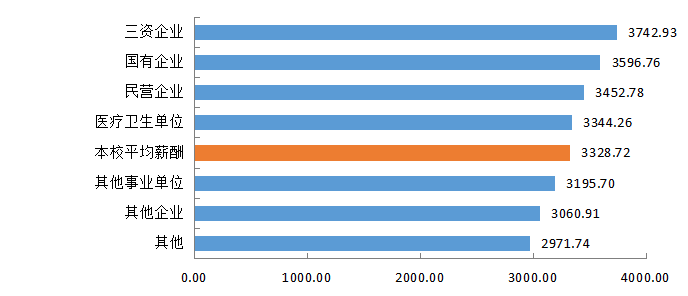 三资企业 3742.93
国有企业 3596.76
民营企业 3452.78
医疗卫生单位 3344.26
本校平均薪酬 3328.72
其他事业单位 3195.70
其他企业 3060.91
其他 2971.74
0.00 1000.00 2000.00 3000.00 4000.00